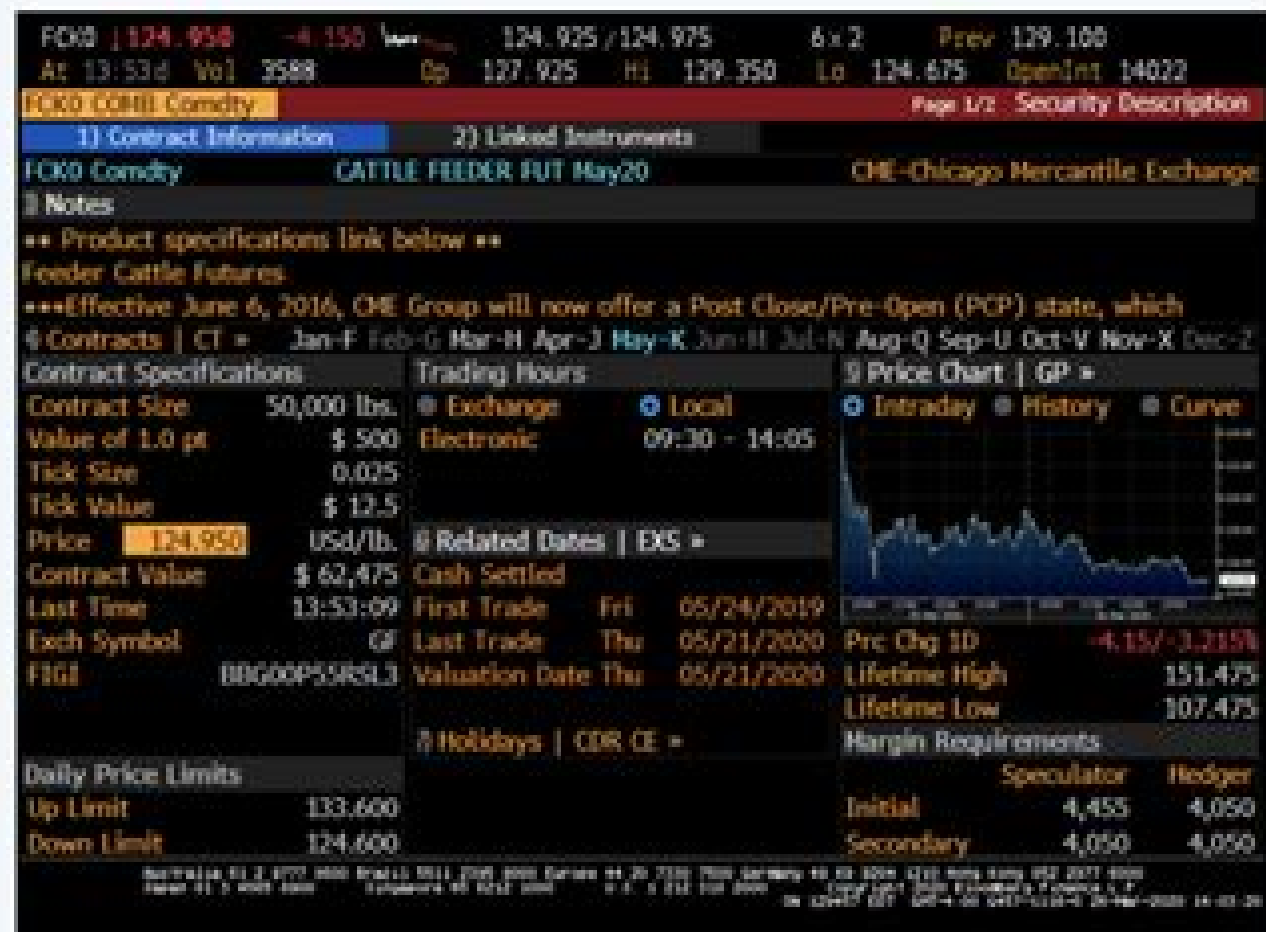 FCK0 ↓124.950 -4.150 124.925/124.975 6x2 Prev 129.100
At 13:53 d Vol 3588 Op 127.925 Hi 129.350 Lo 124.675 OpenInt 14022
FCK0 COMB Comdty Page 1/2 Security Description
1) Contract Information 2) Linked Instruments
FCK0 Comdty CATTLE FEEDER FUT May20 CME-Chicago Mercantile Exchange
3) Notes
** Product specifications link below **
Feeder Cattle Futures
***Effective June 6, 2016, CME Group will now offer a Post Close/Pre-Open (PCP) state, which
4) Contracts | CT » Jan-F Feb-G Mar-H Apr-J May-K Jun-M Jul-N Aug-Q Sep-U Oct-V Nov-X Dec-Z
Contract Specifications Trading Hours 5) Price Chart | GP »
Contract Size 50,000 lbs. Exchange Local Intraday History Curve
Value of 1.0 pt $ 500 Electronic 09:30 - 14:05
Tick Size 0.025
Tick Value $ 12.5
Price 124.950 USd/lb. 6) Related Dates | EXS »
Contract Value $ 62,475 Cash Settled
Last Time 13:53:09 First Trade Fri 05/24/2019
Exch Symbol GF Last Trade Thu 05/21/2020 Prc Chg 1D -4.15/-3.215%
FIGI BBG00P55RSL3 Valuation Date Thu 05/21/2020 Lifetime High 151.475
Lifetime Low 107.475
7) Holidays | CDR CE » Margin Requirements
Daily Price Limits Speculator Hedger
Up Limit 133.600 Initial 4,455 4,050
Down Limit 124.600 Secondary 4,050 4,050